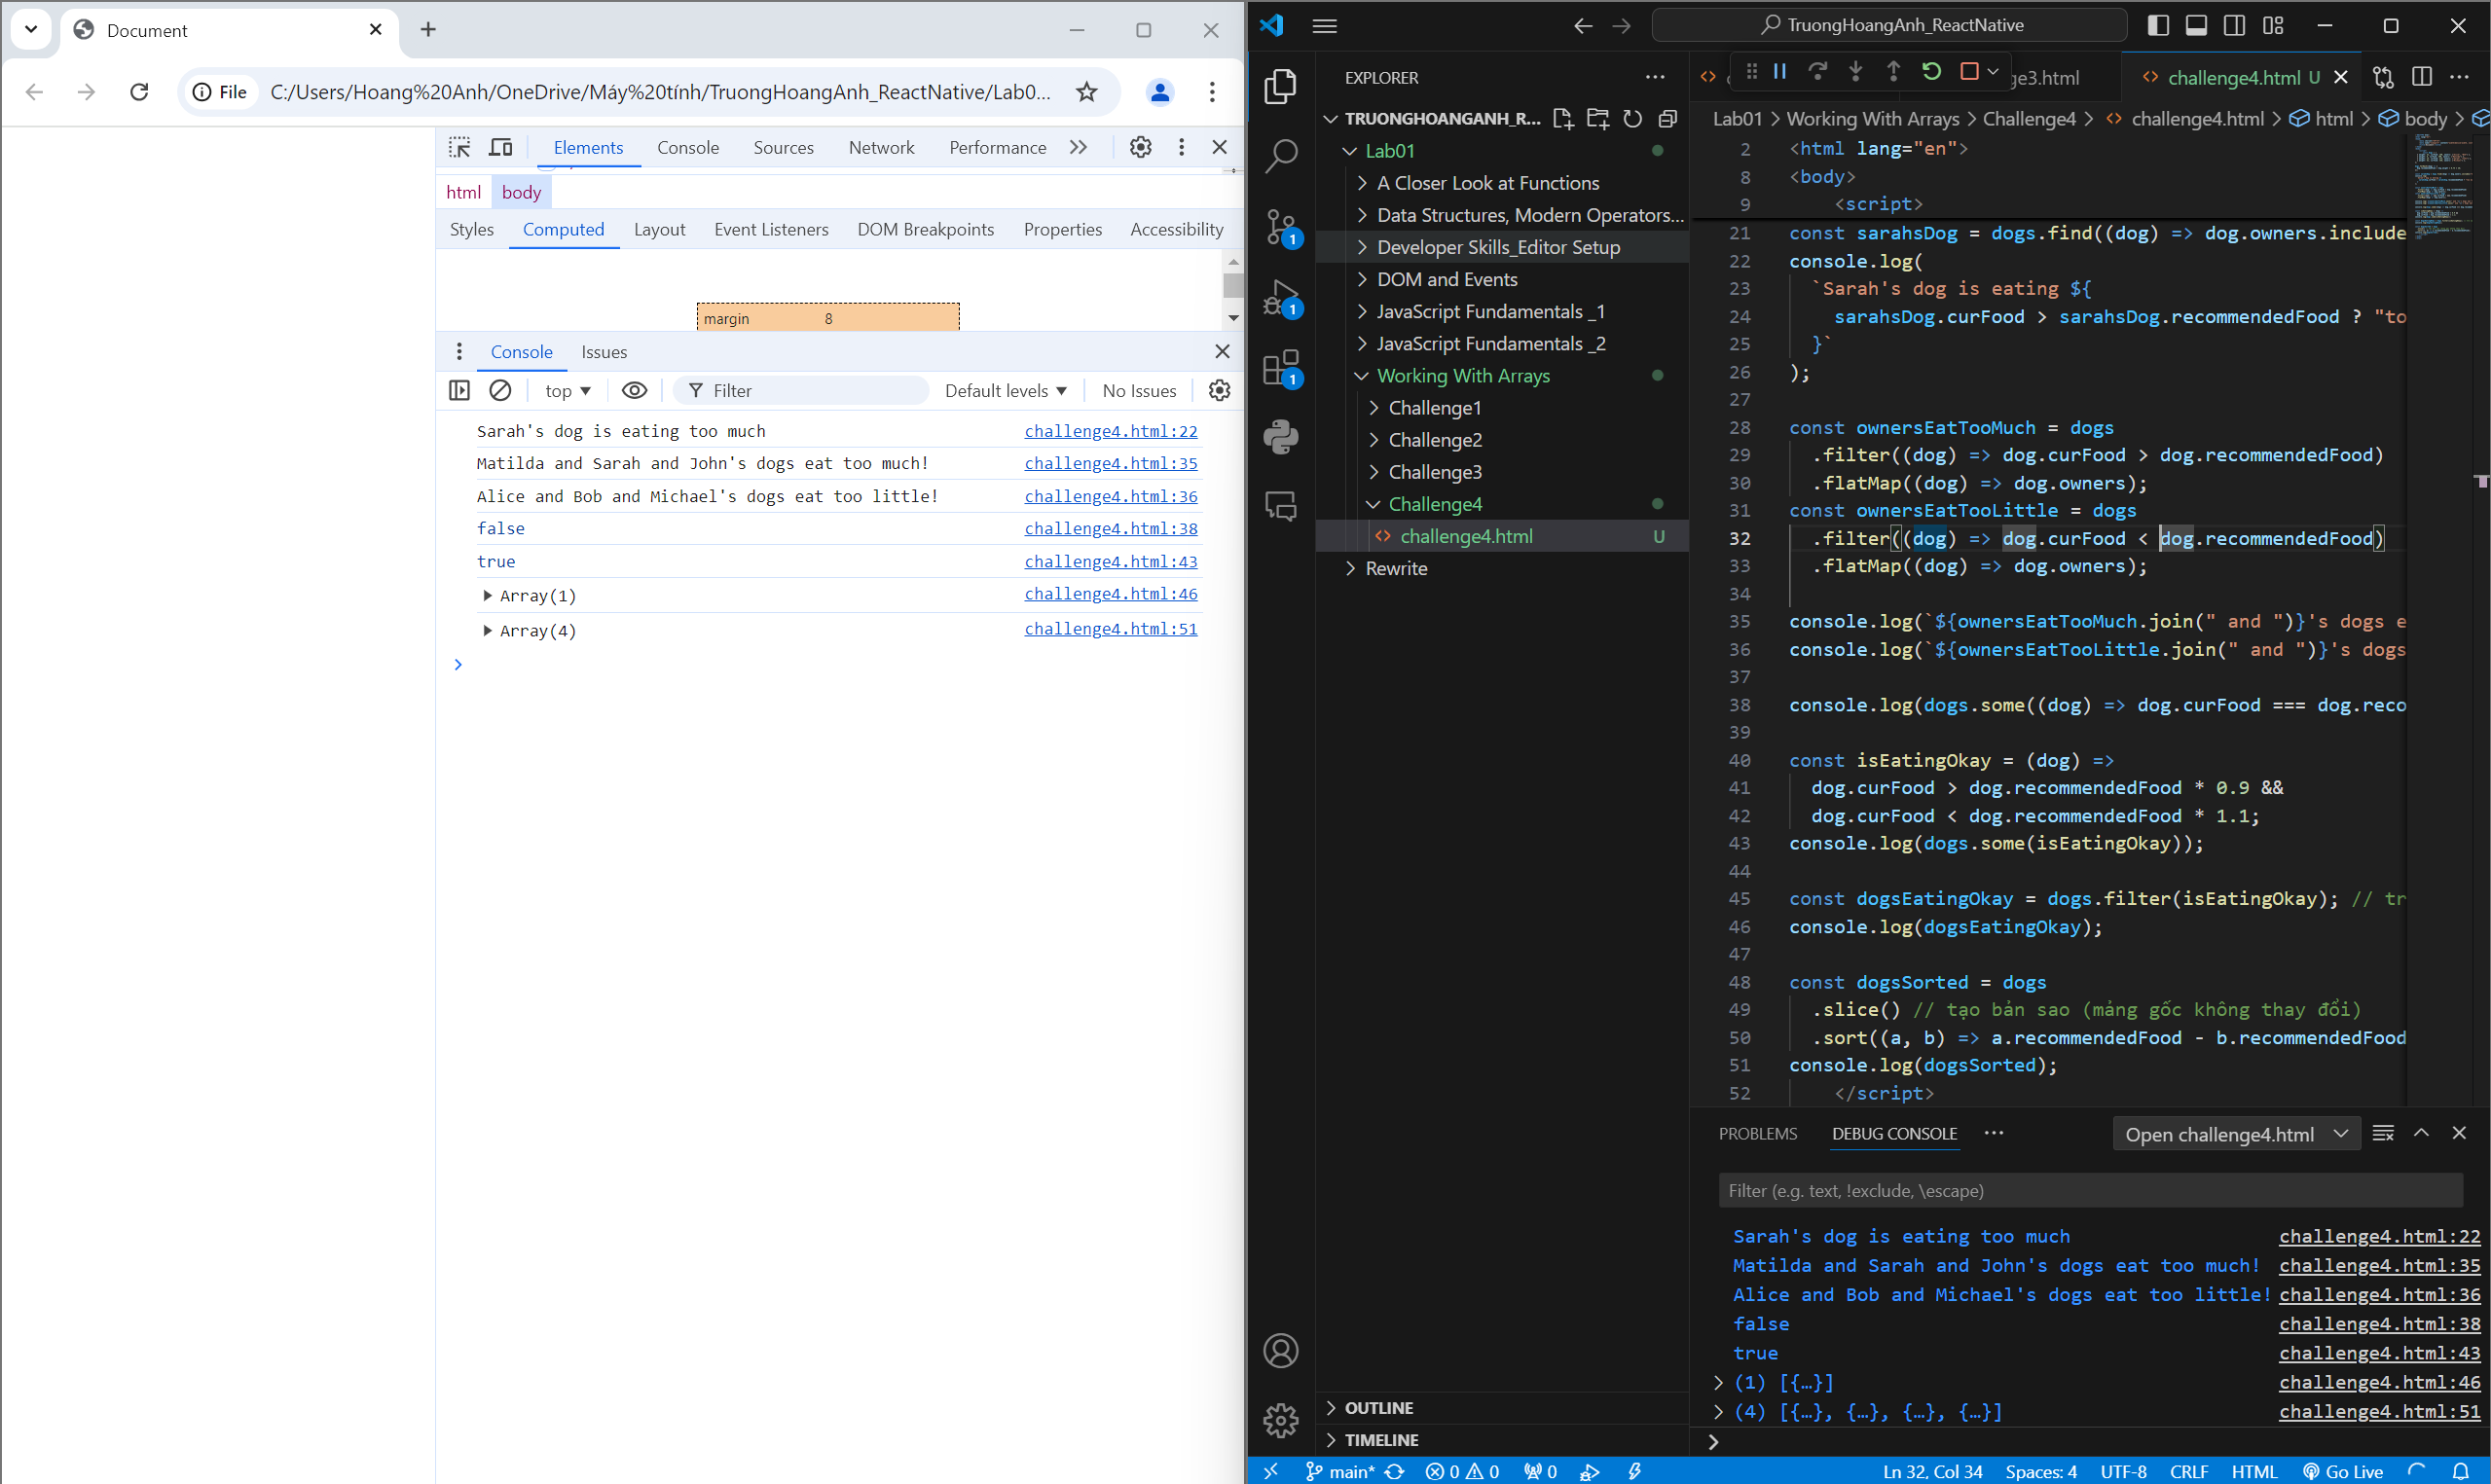 Document
File
C:/Users/Hoang%20Anh/OneDrive/Máy%20tính/TruongHoangAnh_ReactNative/Lab0...
Elements Console Sources Network Performance
html body
Styles Computed Layout Event Listeners DOM Breakpoints Properties Accessibility
margin 8
Console Issues
top Filter Default levels No Issues
Sarah's dog is eating too much challenge4.html:22
Matilda and Sarah and John's dogs eat too much! challenge4.html:35
Alice and Bob and Michael's dogs eat too little! challenge4.html:36
false challenge4.html:38
true challenge4.html:43
Array(1) challenge4.html:46
Array(4) challenge4.html:51
TruongHoangAnh_ReactNative
EXPLORER
TRUONGHOANGANH_R...
Lab01
A Closer Look at Functions
Data Structures, Modern Operators...
Developer Skills_Editor Setup
DOM and Events
JavaScript Fundamentals _1
JavaScript Fundamentals _2
Working With Arrays
Challenge1
Challenge2
Challenge3
Challenge4
challenge4.html U
Rewrite
OUTLINE
TIMELINE
1
1
1
ge3.html challenge4.html U
Lab01 > Working With Arrays > Challenge4 > challenge4.html > html > body >
2 <html lang="en">
8 <body>
9 <script>
21 const sarahsDog = dogs.find((dog) => dog.owners.include
22 console.log(
23 `Sarah's dog is eating ${
24 sarahsDog.curFood > sarahsDog.recommendedFood ? "to
25 }`
26 );
27
28 const ownersEatTooMuch = dogs
29 .filter((dog) => dog.curFood > dog.recommendedFood)
30 .flatMap((dog) => dog.owners);
31 const ownersEatTooLittle = dogs
32 .filter((dog) => dog.curFood < dog.recommendedFood)
33 .flatMap((dog) => dog.owners);
34
35 console.log(`${ownersEatTooMuch.join(" and ")}'s dogs e
36 console.log(`${ownersEatTooLittle.join(" and ")}'s dogs
37
38 console.log(dogs.some((dog) => dog.curFood === dog.reco
39
40 const isEatingOkay = (dog) =>
41 dog.curFood > dog.recommendedFood * 0.9 &&
42 dog.curFood < dog.recommendedFood * 1.1;
43 console.log(dogs.some(isEatingOkay));
44
45 const dogsEatingOkay = dogs.filter(isEatingOkay); // tr
46 console.log(dogsEatingOkay);
47
48 const dogsSorted = dogs
49 .slice() // tạo bản sao (mảng gốc không thay đổi)
50 .sort((a, b) => a.recommendedFood - b.recommendedFood
51 console.log(dogsSorted);
52 </script>
PROBLEMS DEBUG CONSOLE Open challenge4.html
Filter (e.g. text, !exclude, \escape)
Sarah's dog is eating too much challenge4.html:22
Matilda and Sarah and John's dogs eat too much! challenge4.html:35
Alice and Bob and Michael's dogs eat too little! challenge4.html:36
false challenge4.html:38
true challenge4.html:43
(1) [{…}] challenge4.html:46
(4) [{…}, {…}, {…}, {…}] challenge4.html:51
main* 0 0 0 Ln 32, Col 34 Spaces: 4 UTF-8 CRLF HTML Go Live